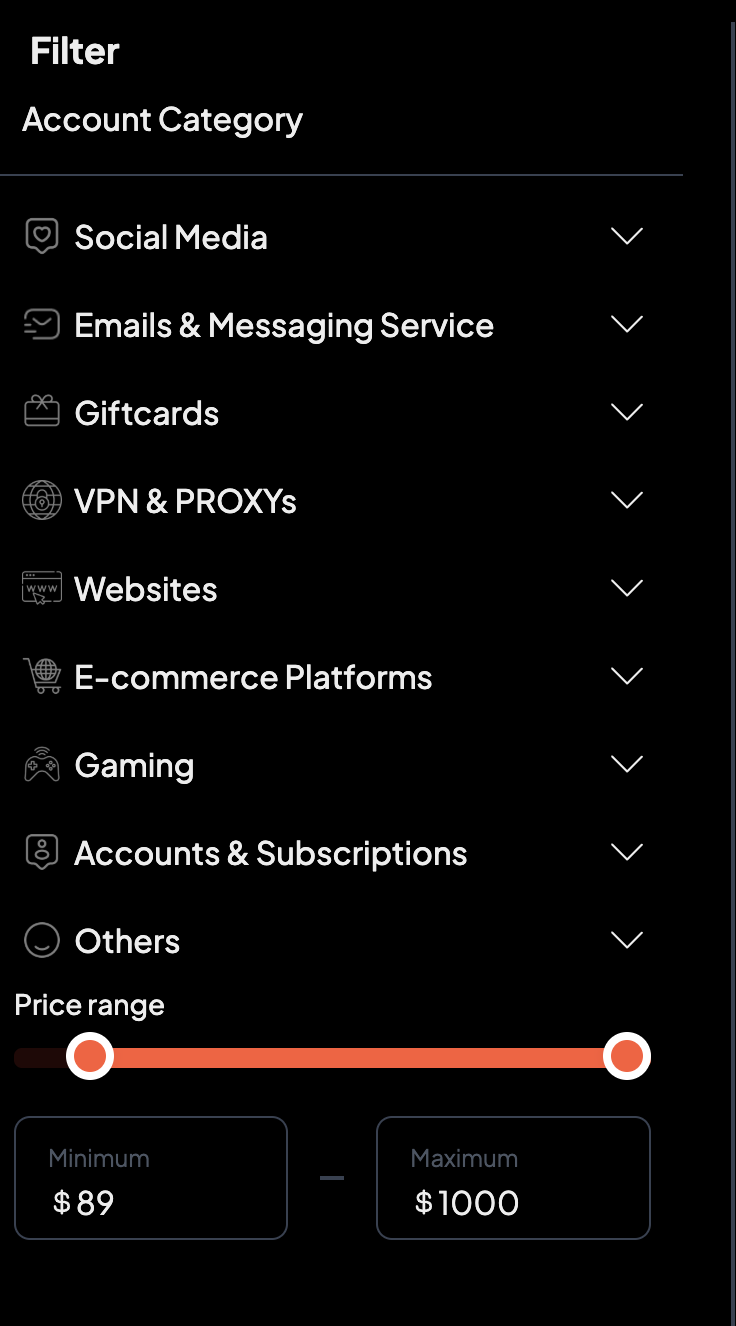 Filter
Account Category
Social Media
Emails & Messaging Service
Giftcards
VPN & PROXYs
www
Websites
E-commerce Platforms
Gaming
Accounts & Subscriptions
Others
Price range
Minimum
$ 89
–
Maximum
$ 1000